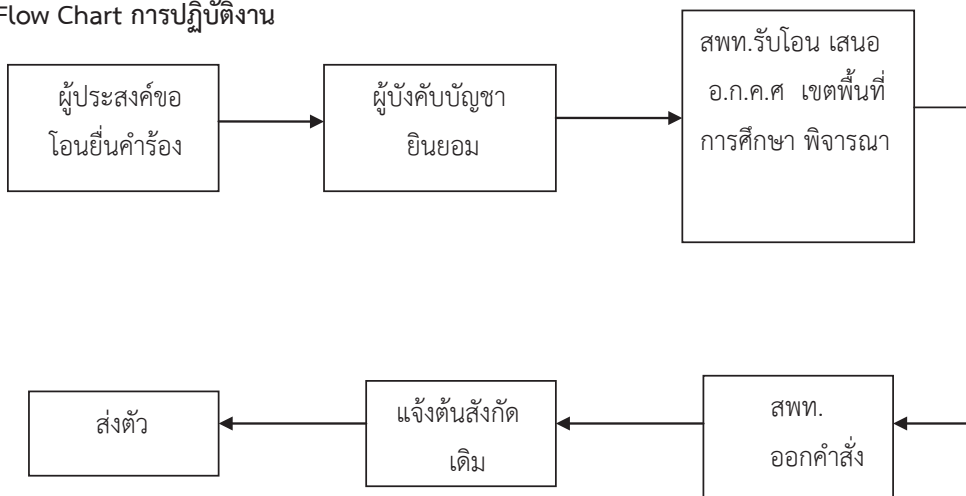 Flow Chart การปฏิบัติงาน
ผู้ประสงค์ขอ
โอนยื่นคำร้อง
ผู้บังคับบัญชา
ยินยอม
สพท.รับโอน เสนอ
อ.ก.ค.ศ เขตพื้นที่
การศึกษา พิจารณา
สพท.
ออกคำสั่ง
แจ้งต้นสังกัด
เดิม
ส่งตัว